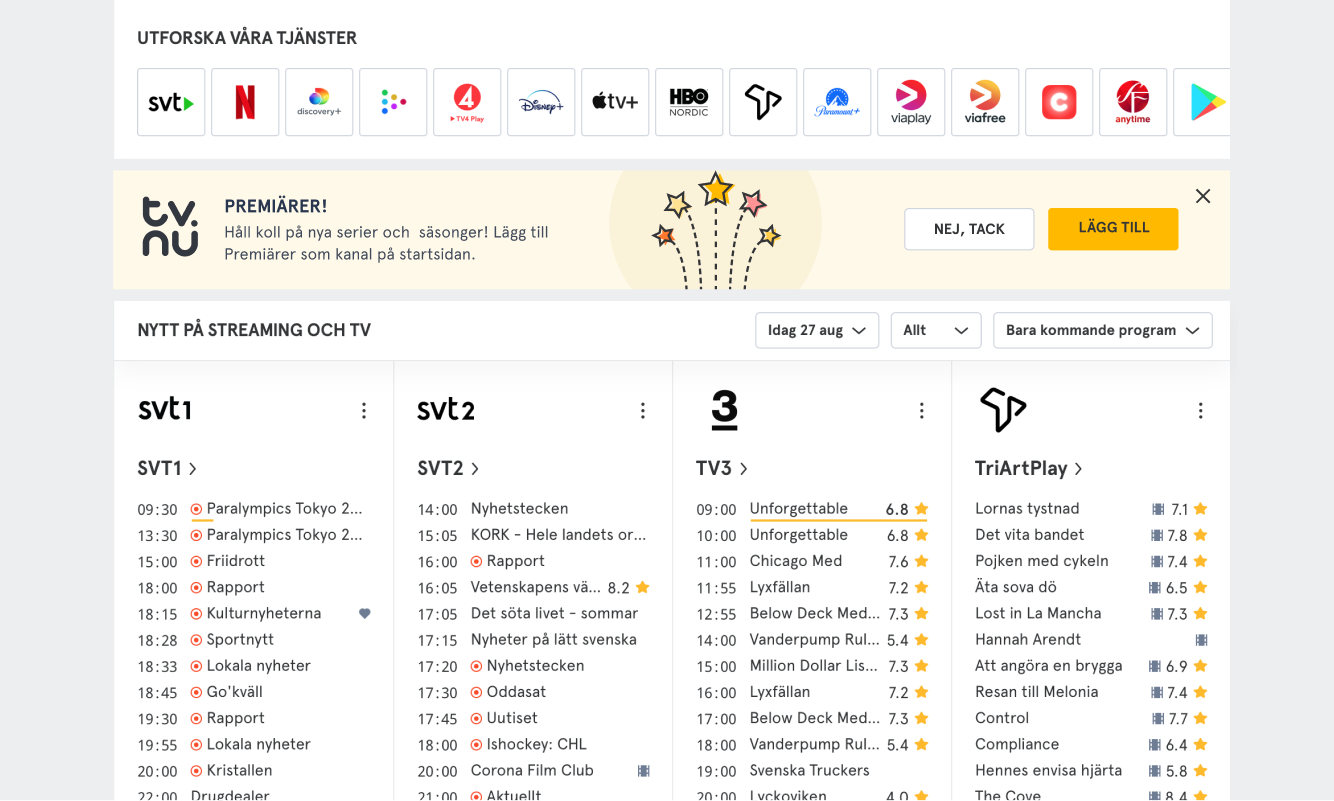 UTFORSKA VÅRA TJÄNSTER
svt
N
discovery+
4
TV4 Play
Disney+
tv+
HBO
NORDIC
Paramount+
viaplay
viafree
C
SF
anytime
tv.nu
PREMIÄRER!
Håll koll på nya serier och säsonger! Lägg till
Premiärer som kanal på startsidan.
NEJ, TACK
LÄGG TILL
NYTT PÅ STREAMING OCH TV
Idag 27 aug
Allt
Bara kommande program
svt1
SVT1
09:30 Paralympics Tokyo 2...
13:30 Paralympics Tokyo 2...
15:00 Friidrott
18:00 Rapport
18:15 Kulturnyheterna
18:28 Sportnytt
18:33 Lokala nyheter
18:45 Go'kväll
19:30 Rapport
19:55 Lokala nyheter
20:00 Kristallen
22:00 Drugdealer
svt2
SVT2
14:00 Nyhetstecken
15:05 KORK - Hele landets or...
16:00 Rapport
16:05 Vetenskapens vä... 8.2
17:05 Det söta livet - sommar
17:15 Nyheter på lätt svenska
17:20 Nyhetstecken
17:30 Oddasat
17:45 Uutiset
18:00 Ishockey: CHL
20:00 Corona Film Club
21:00 Aktuellt
3
TV3
09:00 Unforgettable 6.8
10:00 Unforgettable 6.8
11:00 Chicago Med 7.6
11:55 Lyxfällan 7.2
12:55 Below Deck Med... 7.3
14:00 Vanderpump Rul... 5.4
15:00 Million Dollar Lis... 7.3
16:00 Lyxfällan 7.2
17:00 Below Deck Med... 7.3
18:00 Vanderpump Rul... 5.4
19:00 Svenska Truckers
20:00 Lyckoviken 4.0
TriArtPlay
Lornas tystnad 7.1
Det vita bandet 7.8
Pojken med cykeln 7.4
Äta sova dö 6.5
Lost in La Mancha 7.3
Hannah Arendt
Att angöra en brygga 6.9
Resan till Melonia 7.4
Control 7.7
Compliance 6.4
Hennes envisa hjärta 5.8
The Cove 8.4